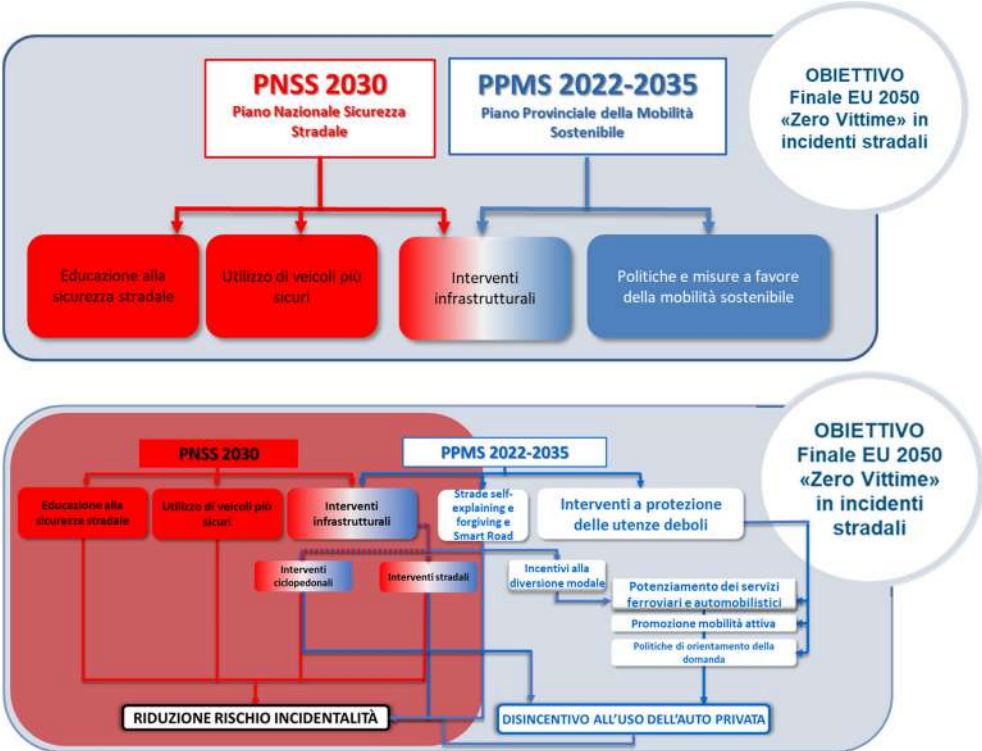 PNSS 2030
Piano Nazionale Sicurezza
Stradale
PPMS 2022-2035
Piano Provinciale della Mobilità
Sostenibile
OBIETTIVO
Finale EU 2050
«Zero Vittime» in
incidenti stradali
Educazione alla
sicurezza stradale
Utilizzo di veicoli più
sicuri
Interventi
infrastrutturali
Politiche e misure a favore
della mobilità sostenibile
OBIETTIVO
Finale EU 2050
«Zero Vittime»
in incidenti
stradali
PNSS 2030
PPMS 2022-2035
Educazione alla
sicurezza stradale
Utilizzo di veicoli più
sicuri
Interventi
infrastrutturali
Strade self-
explaining e
forgiving e
Smart Road
Interventi a protezione
delle utenze deboli
Interventi
ciclopedonali
Interventi stradali
Incentivi alla
diversione modale
Potenziamento dei servizi
ferroviari e automobilistici
Promozione mobilità attiva
Politiche di orientamento della
domanda
RIDUZIONE RISCHIO INCIDENTALITÀ
DISINCENTIVO ALL'USO DELL'AUTO PRIVATA